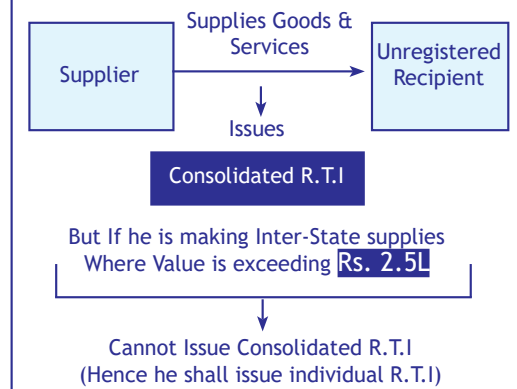 Supplies Goods &
Services
Supplier
Unregistered
Recipient
Issues
Consolidated R.T.I
But If he is making Inter-State supplies
Where Value is exceeding Rs. 2.5L
Cannot Issue Consolidated R.T.I
(Hence he shall issue individual R.T.I)